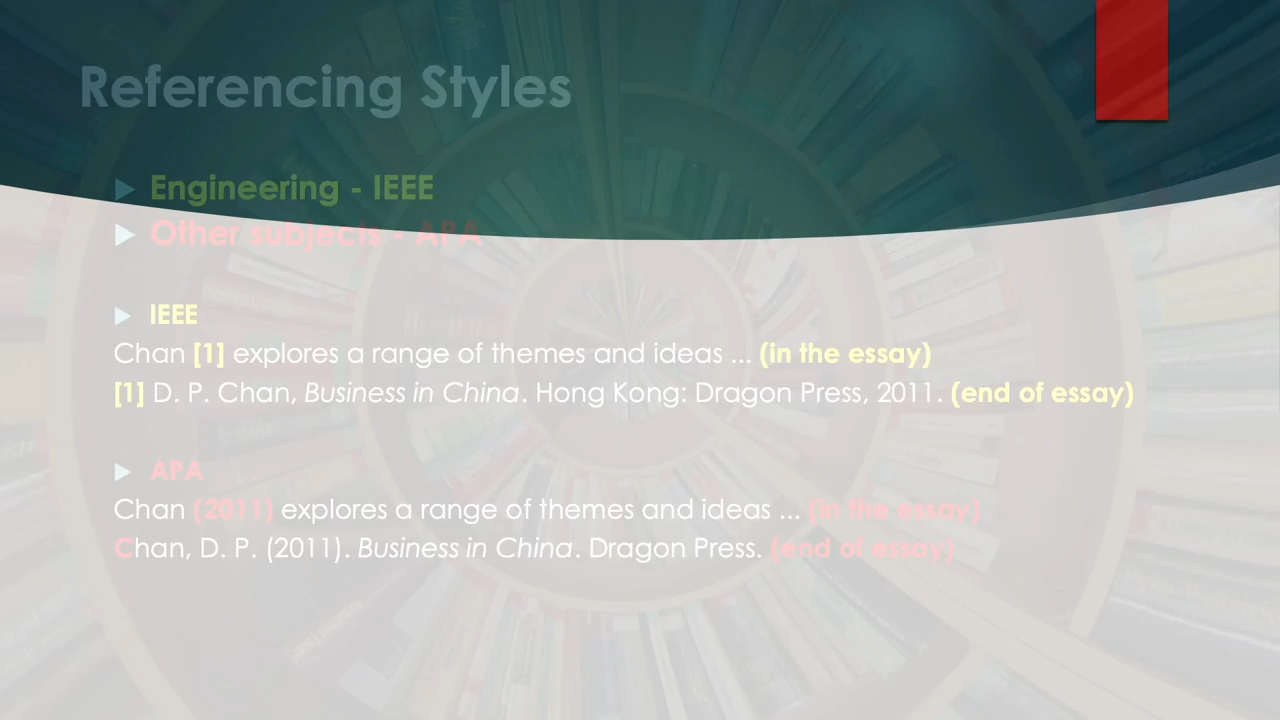 Referencing Styles
Engineering - IEEE
Other subjects - APA
IEEE
Chan [1] explores a range of themes and ideas ... (in the essay)
[1] D. P. Chan, Business in China. Hong Kong: Dragon Press, 2011. (end of essay)
APA
Chan (2011) explores a range of themes and ideas ... (in the essay)
Chan, D. P. (2011). Business in China. Dragon Press. (end of essay)